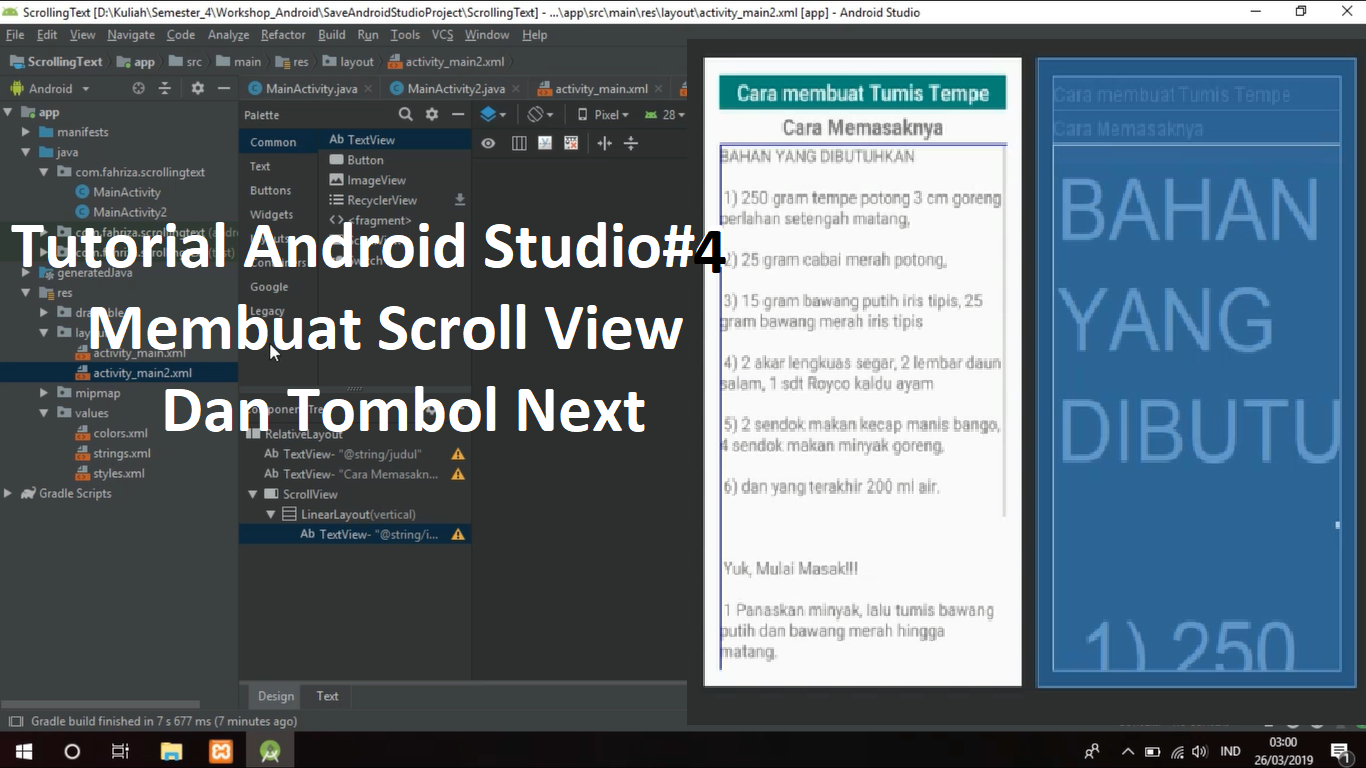 ScrollingText [D:\Kuliah\Semester_4\Workshop_Android\SaveAndroidStudioProject\ScrollingText] - ...\app\src\main\res\layout\activity_main2.xml [app] - Android Studio
File Edit View Navigate Code Analyze Refactor Build Run Tools VCS Window Help
ScrollingText app src main res layout activity_main2.xml
Android MainActivity.java MainActivity2.java activity_main.xml
app
manifests
java
com.fahriza.scrollingtext
MainActivity
MainActivity2
com.fahriza.scrollingtext
com.fahriza.scrollingtext
generatedJava
res
activity_main.xml
activity_main2.xml
mipmap
values
colors.xml
strings.xml
styles.xml
Gradle Scripts
Palette
Common
Text
Buttons
Widgets
Google
Legacy
Ab TextView
Button
ImageView
RecyclerView
<fragment>
Pixel 28
Tutorial Android Studio#4
Membuat Scroll View
Dan Tombol Next
RelativeLayout
Ab TextView- "@string/judul"
Ab TextView- "Cara Memasakn...
ScrollView
LinearLayout(vertical)
Ab TextView- "@string/i...
Design Text
Cara membuat Tumis Tempe
Cara Memasaknya
BAHAN YANG DIBUTUHKAN
1) 250 gram tempe potong 3 cm goreng
perlahan setengah matang,
2) 25 gram cabai merah potong,
3) 15 gram bawang putih iris tipis, 25
gram bawang merah iris tipis
4) 2 akar lengkuas segar, 2 lembar daun
salam, 1 sdt Royco kaldu ayam
5) 2 sendok makan kecap manis bango,
4 sendok makan minyak goreng,
6) dan yang terakhir 200 ml air.
Yuk, Mulai Masak!!!
1 Panaskan minyak, lalu tumis bawang
putih dan bawang merah hingga
matang.
Cara membuat Tumis Tempe
Cara Memasaknya
BAHAN
YANG
DIBUTU
1) 250
Gradle build finished in 7 s 677 ms (7 minutes ago)
IND
03:00
26/03/2019
1